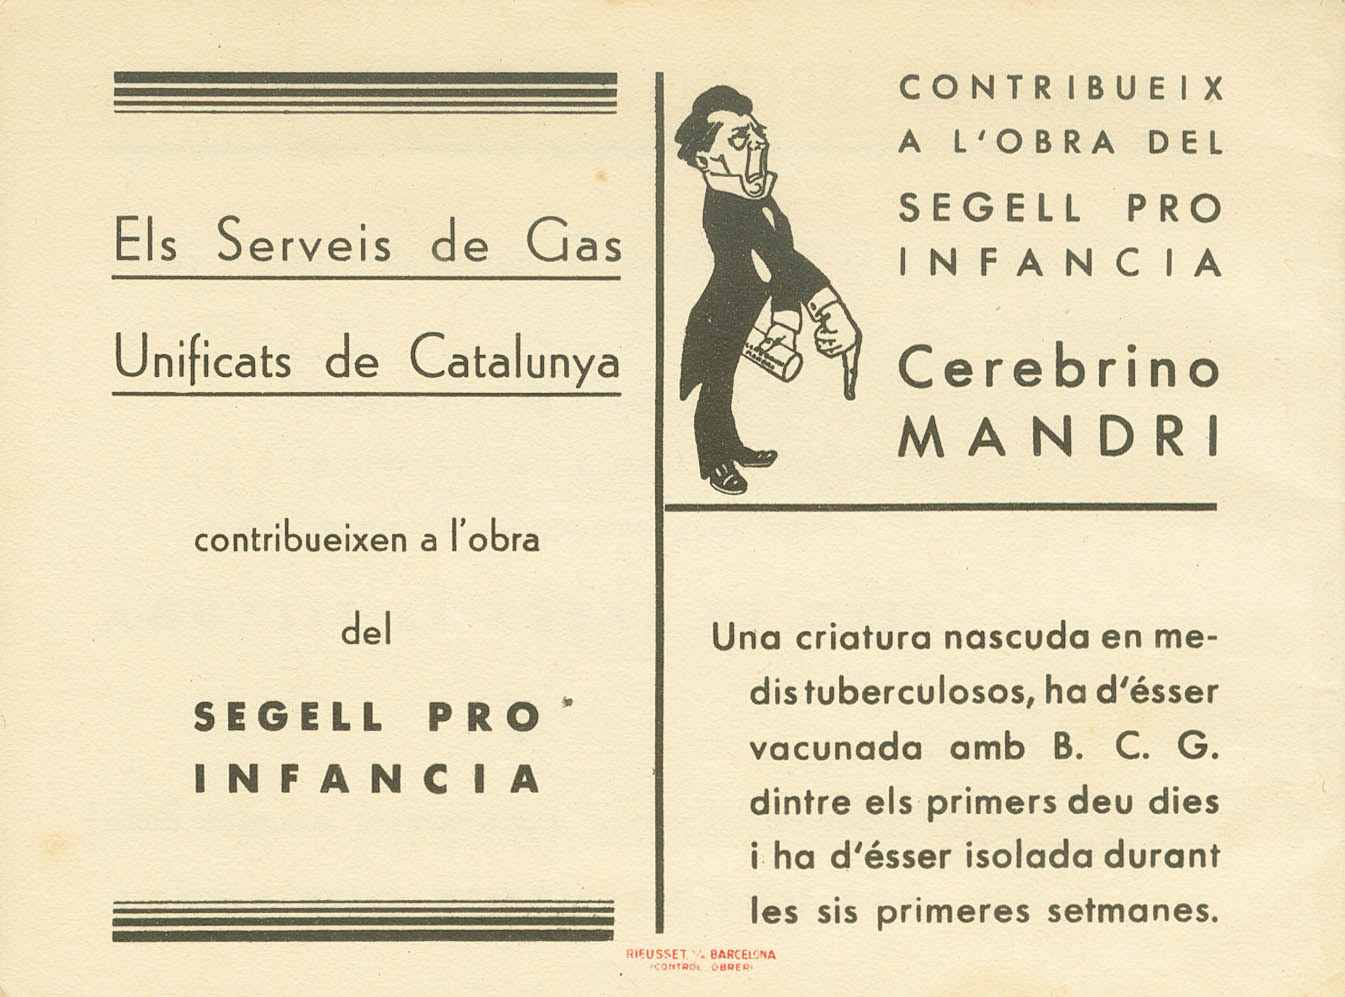 Els Serveis de Gas
Unificats de Catalunya
contribueixen a l'obra
del
SEGELL PRO
INFANCIA
CONTRIBUEIX
A L'OBRA DEL
SEGELL PRO
INFANCIA
Cerebrino
MANDRI
Una criatura nascuda en me-
dis tuberculosos, ha d'ésser
vacunada amb B. C. G.
dintre els primers deu dies
i ha d'ésser isolada durant
les sis primeres setmanes.
RIEUSSET, BARCELONA
(CONTROL OBRER)